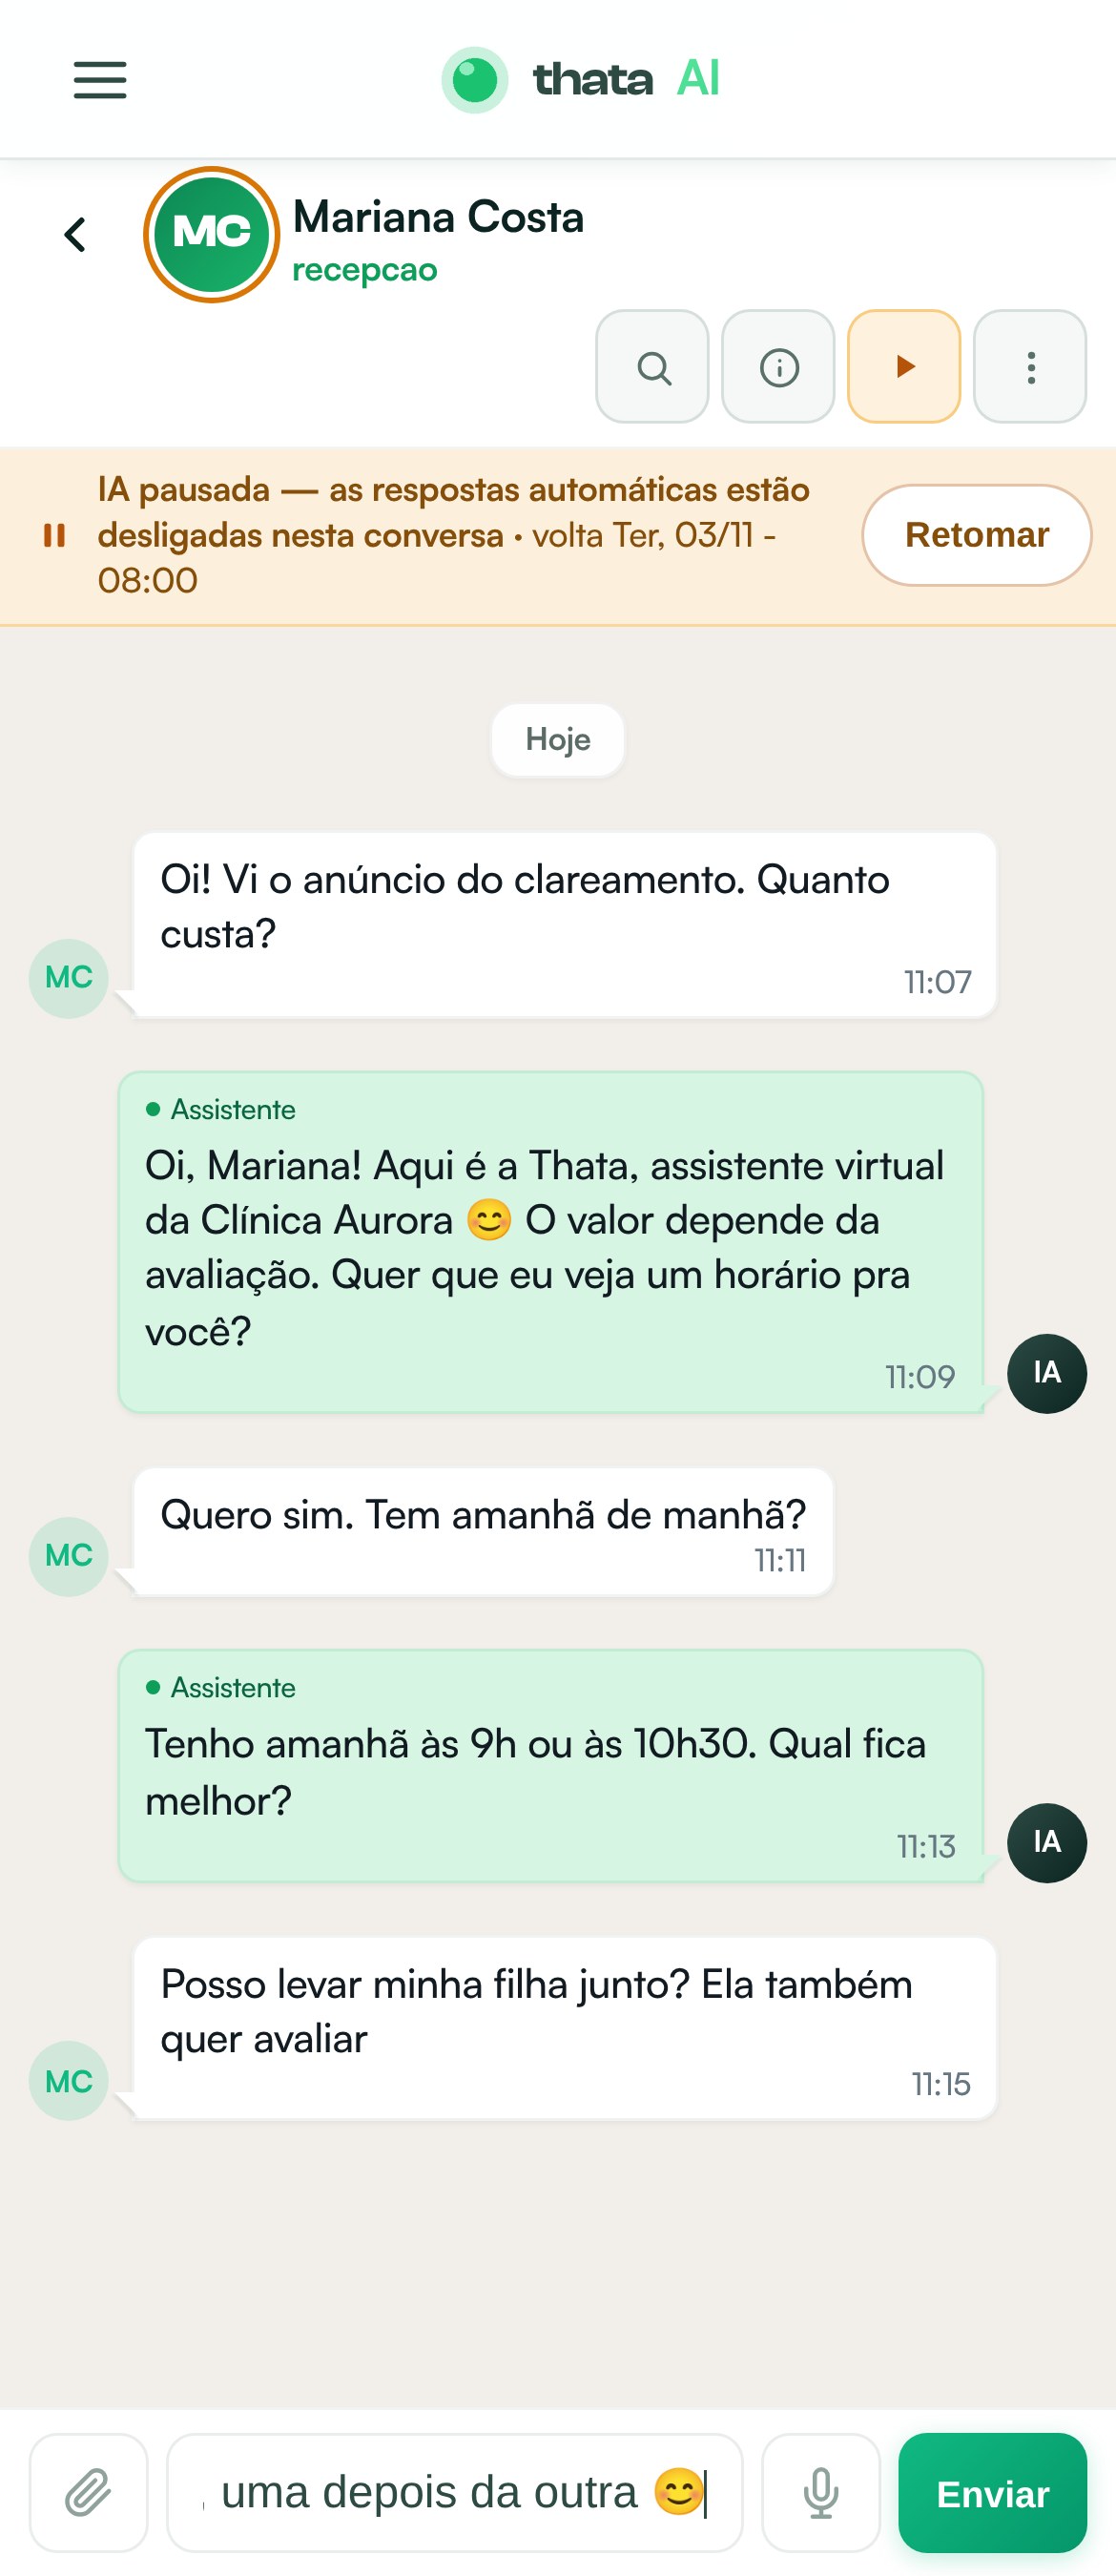 thata AI
MC
Mariana Costa
recepcao
IA pausada — as respostas automáticas estão
desligadas nesta conversa · volta Ter, 03/11 -
08:00
Retomar
Hoje
Oi! Vi o anúncio do clareamento. Quanto
custa?
11:07
MC
Assistente
Oi, Mariana! Aqui é a Thata, assistente virtual
da Clínica Aurora 😊 O valor depende da
avaliação. Quer que eu veja um horário pra
você?
11:09
IA
Quero sim. Tem amanhã de manhã?
11:11
MC
Assistente
Tenho amanhã às 9h ou às 10h30. Qual fica
melhor?
11:13
IA
Posso levar minha filha junto? Ela também
quer avaliar
11:15
MC
, uma depois da outra 😊
Enviar